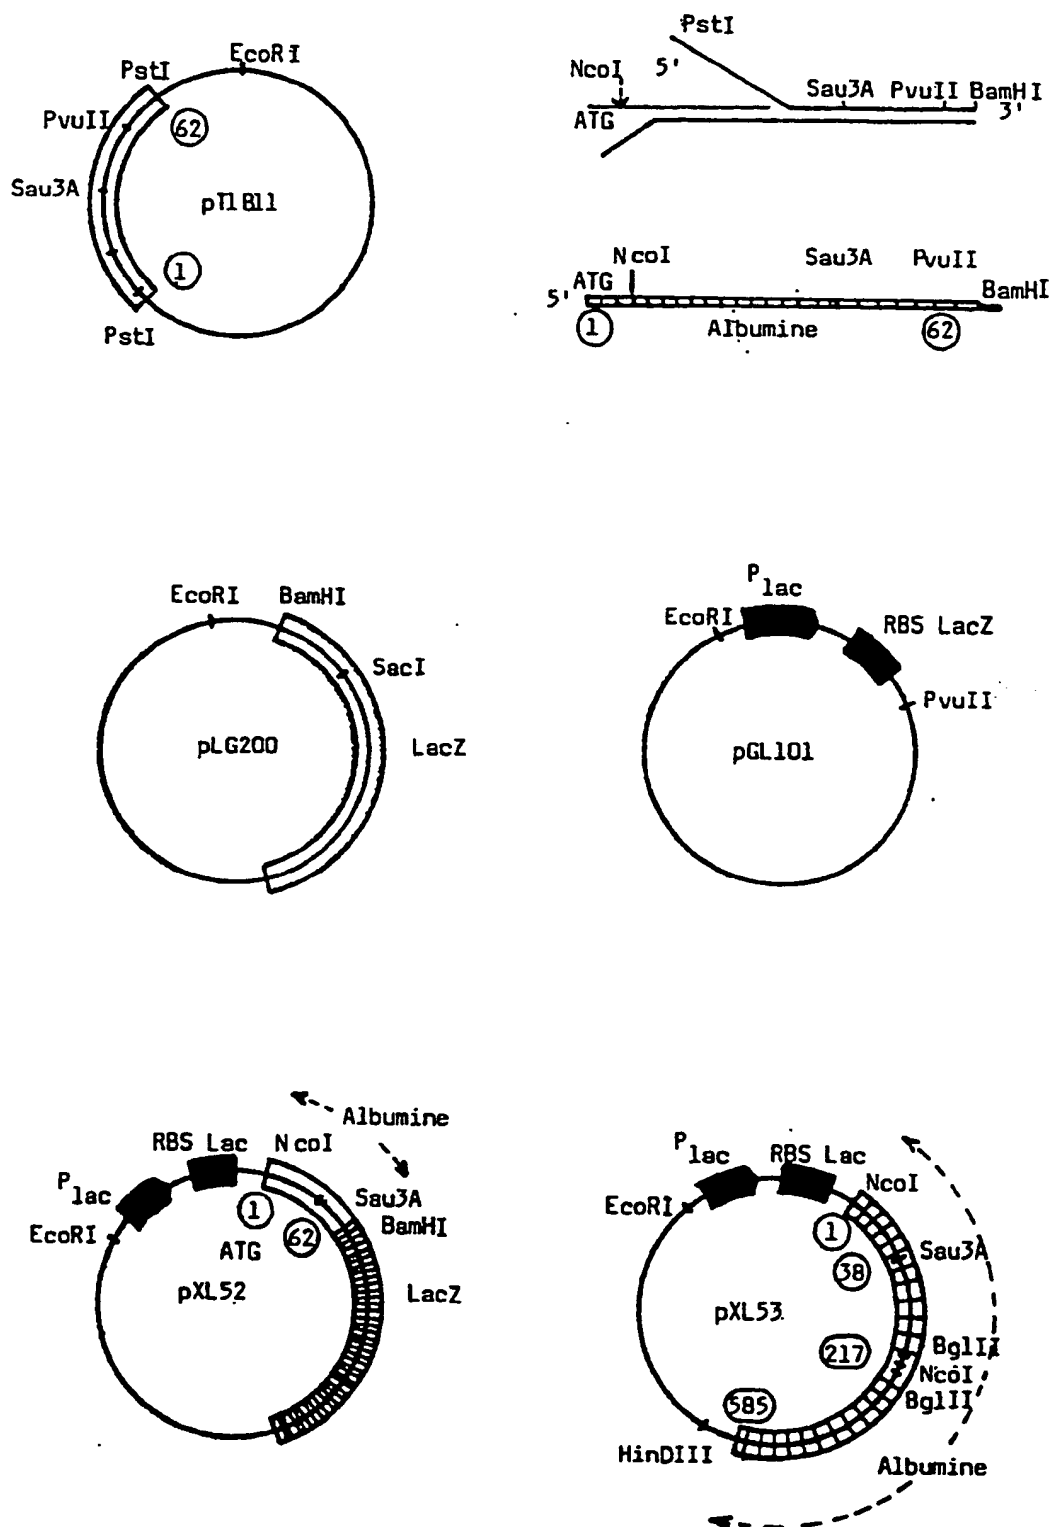 EcoRI
PstI
PvuII
62
Sau3A
pT1B11
1
PstI
PstI
NcoI
5'
Sau3A PvuII BamHI
3'
ATG
NcoI
Sau3A PvuII
ATG
BamHI
5'
1
Albumine
62
EcoRI BamHI
SacI
pLG200
LacZ
P lac
EcoRI
RBS LacZ
PvuII
pGL101
Albumine
RBS Lac NcoI
P lac
Sau3A
1
BamHI
EcoRI
62
ATG
pXL52
LacZ
P lac
RBS Lac
NcoI
EcoRI
1
Sau3A
38
pXL53
217
BglII
NcoI
BglII
585
HinDIII
Albumine